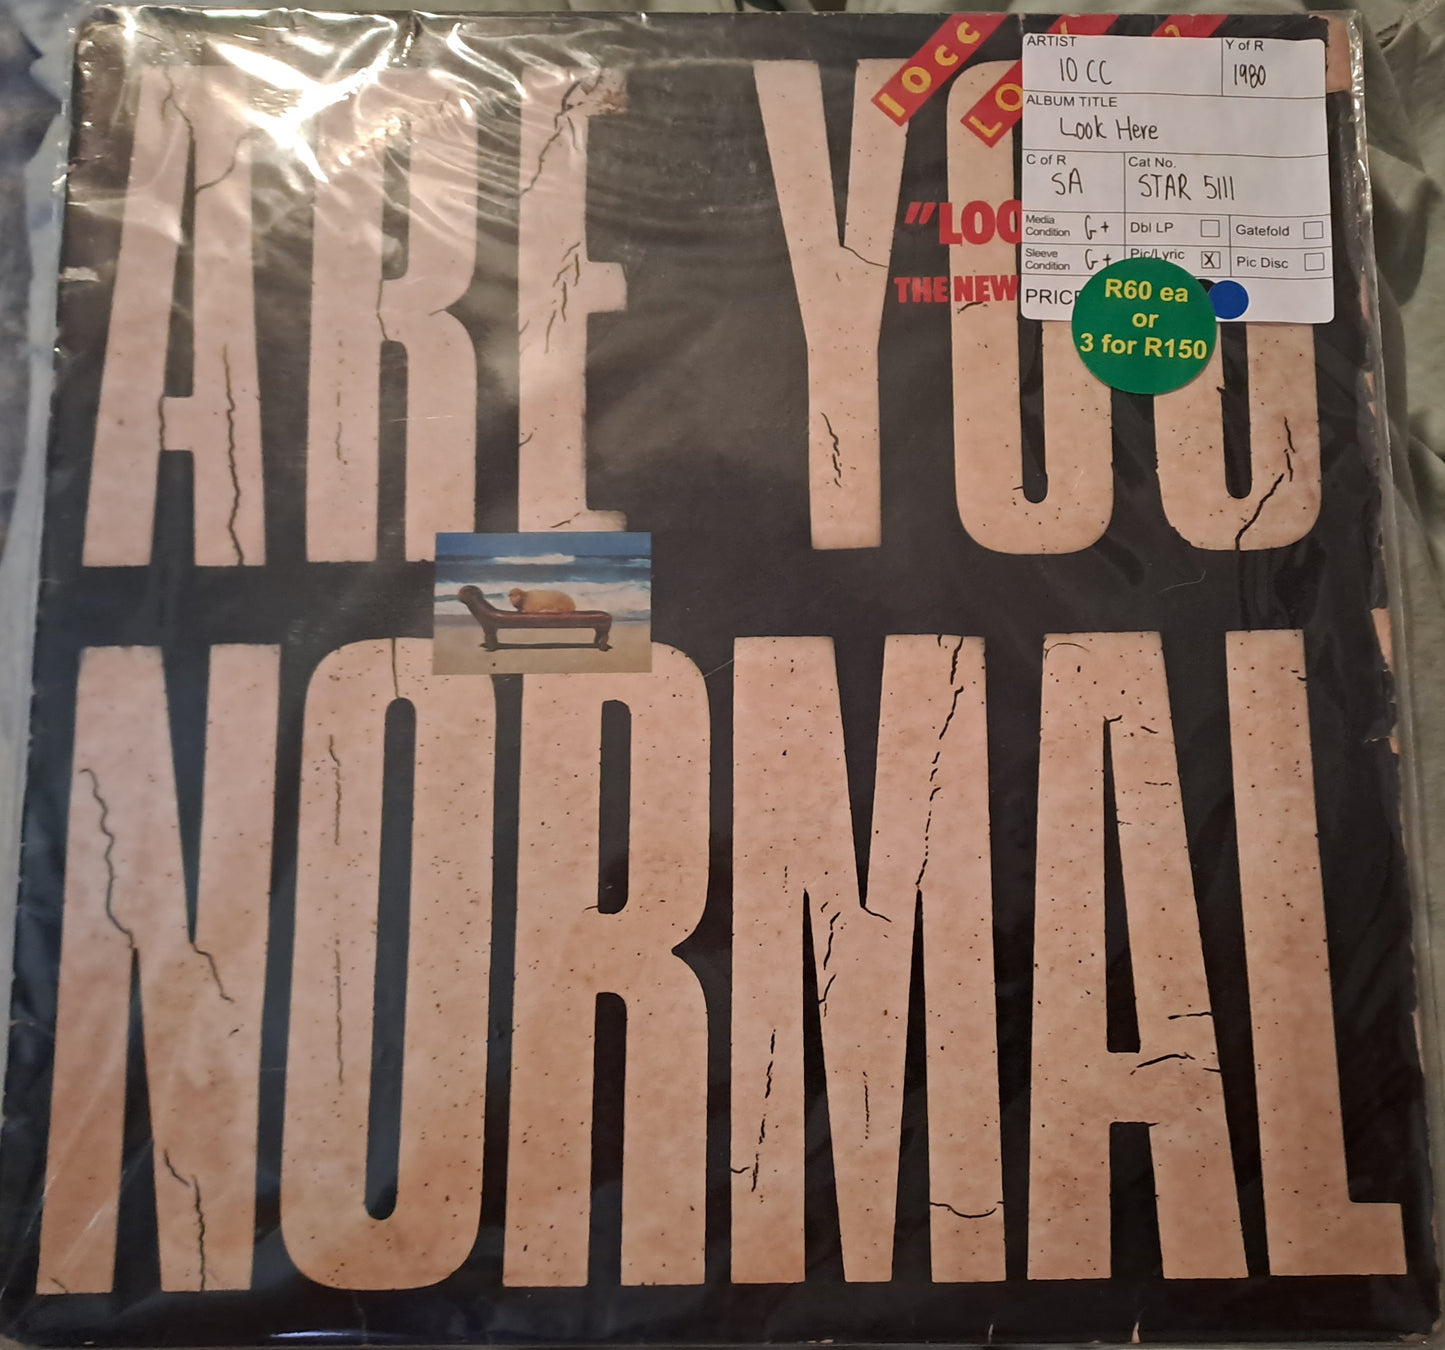 ARE YOU
NORMAL
10cc
LO
"LOO
THE NEW
ARTIST
10 CC
Y of R
1980
ALBUM TITLE
Look Here
C of R
SA
Cat No.
STAR 5111
Media Condition G+
Dbl LP
Gatefold
Sleeve Condition G+
Pic/Lyric X
Pic Disc
PRICE
R60 ea
or
3 for R150